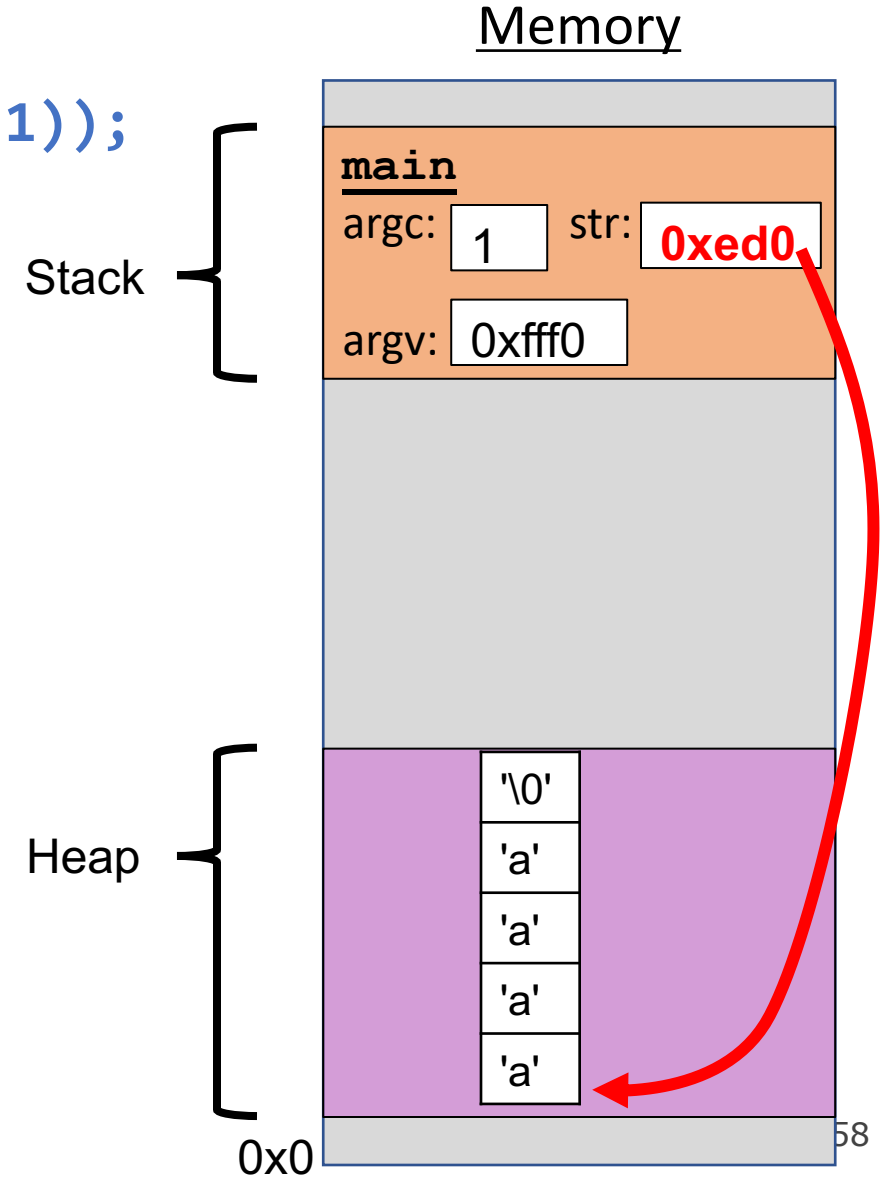 Memory
1));
main
argc: 1 str: 0xed0
Stack
argv: 0xfff0
'\0'
Heap
'a'
'a'
'a'
'a'
0x0
58